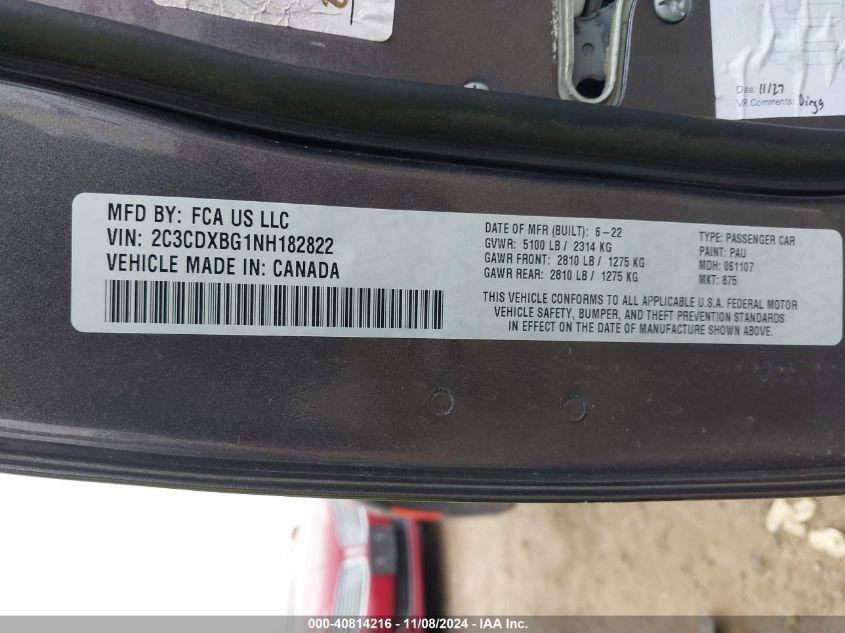 Date: 11/27
VR Comments: Dings
MFD BY: FCA US LLC
VIN: 2C3CDXBG1NH182822
VEHICLE MADE IN: CANADA
DATE OF MFR (BUILT): 6-22
GVWR: 5100 LB / 2314 KG
GAWR FRONT: 2810 LB / 1275 KG
GAWR REAR: 2810 LB / 1275 KG
TYPE: PASSENGER CAR
PAINT: PAU
MDH: 061107
MKT: 875
THIS VEHICLE CONFORMS TO ALL APPLICABLE U.S.A. FEDERAL MOTOR
VEHICLE SAFETY, BUMPER, AND THEFT PREVENTION STANDARDS
IN EFFECT ON THE DATE OF MANUFACTURE SHOWN ABOVE.
000-40814216 - 11/08/2024 - IAA Inc.